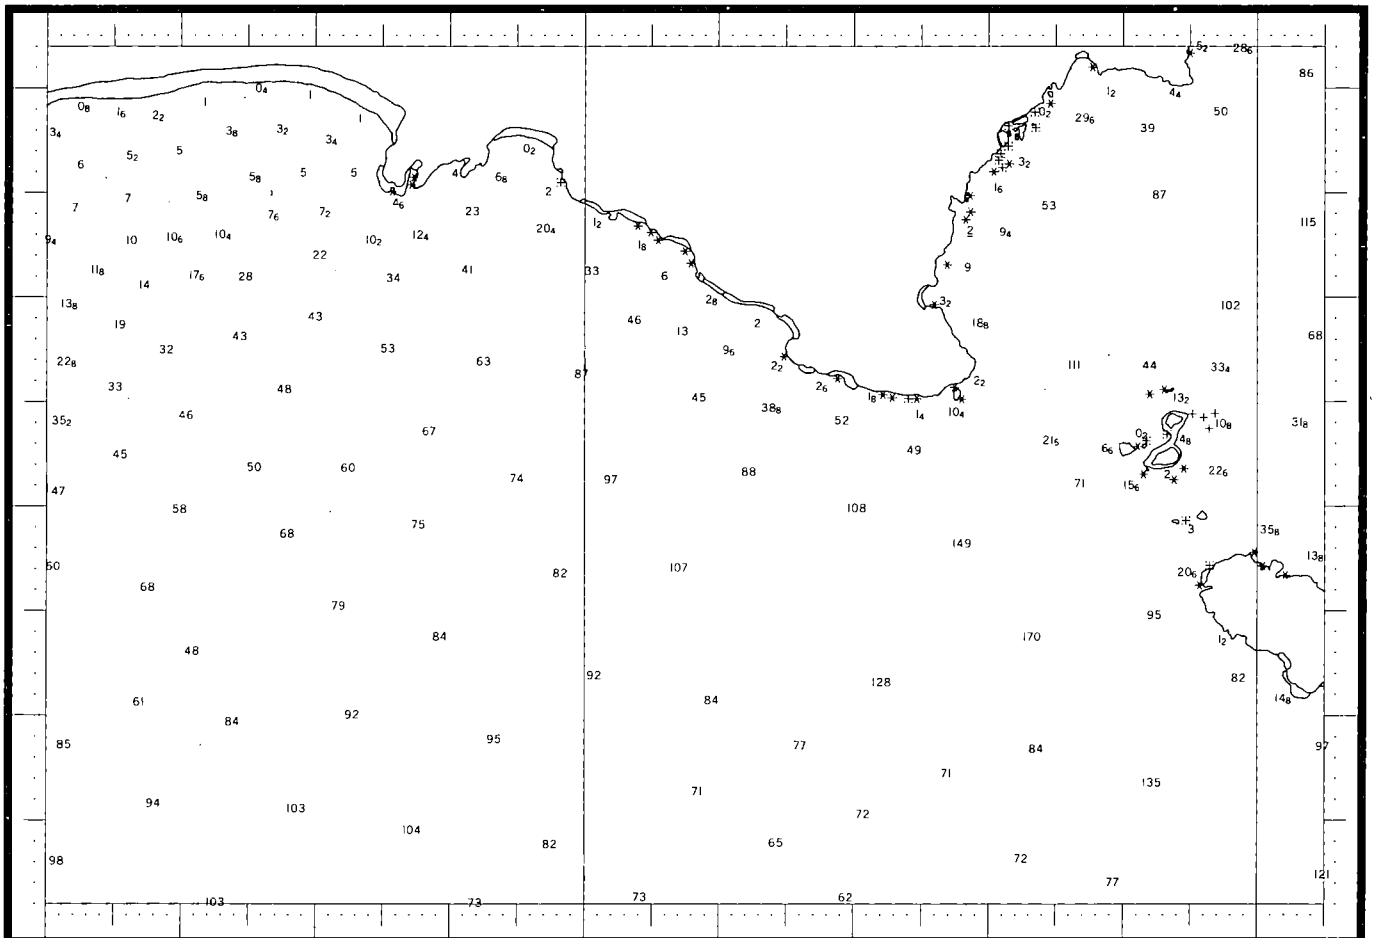 5₂ 28₆
86
0₄
1 1 1₂ 4₄
0₈ 1₆ 2₂ 1 0₂ 29₆ 50
3₄ 3₈ 3₂ 3₄ 39
6 5₂ 5 0₂ 3₂
5₈ 5 5 4 6₈ 1₆
7 7 5₈ 4₆ 2 87
7₆ 7₂ 23 1₂ 53
9₄ 10 10₆ 10₄ 10₂ 12₄ 20₄ 2 9₄ 115
22 1₈
11₈ 14 17₆ 28 34 41 33 6 9
13₈ 2₈ 3₂ 102
19 43 46 13 2 18₈ 68
32 43 53 9₆
22₈ 63 2₂ 111 44 33₄
33 48 87 2₆ 2₂
46 45 38₈ 1₈ 1₄ 10₄ 13₂
35₂ 67 52 10₈ 31₈
45 49 21₆ 6₆ 0₂ 4₈
50 60 74 97 88 2 22₆
47 71 15₆
58 75 108
68 149 3 35₈
60 82 107 20₆ 13₈
68 79 95
48 84 170 1₂
92 128 82
61 84 92 84 14₈
85 95 77 84 97
71 135
94 103 71
104 72
98 82 65 72
77 121
103 73 73 62